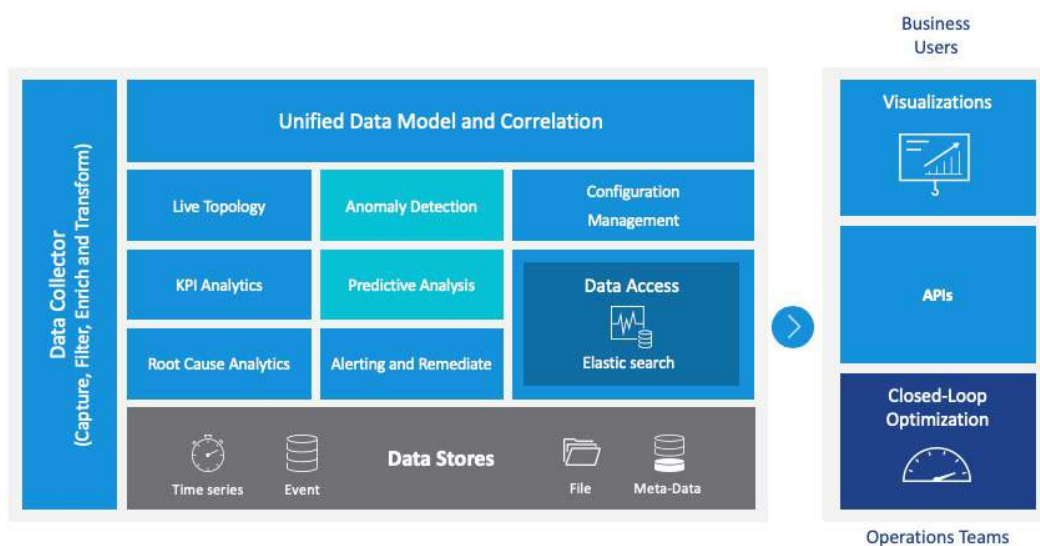 Business
Users
Data Collector
(Capture, Filter, Enrich and Transform)
Unified Data Model and Correlation
Live Topology
Anomaly Detection
Configuration
Management
KPI Analytics
Predictive Analysis
Data Access
Elastic search
Root Cause Analytics
Alerting and Remediate
Data Stores
Time series
Event
File
Meta-Data
Visualizations
APIs
Closed-Loop
Optimization
Operations Teams